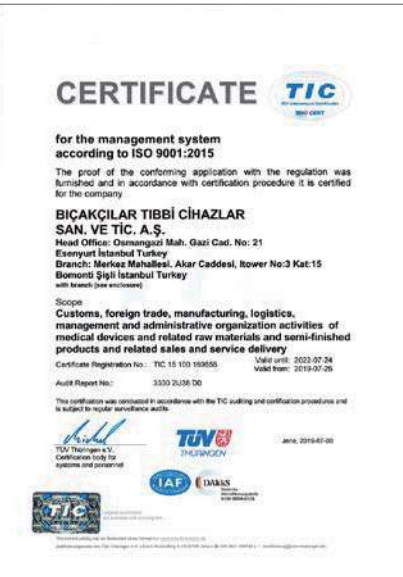 CERTIFICATE
TIC
TÜV CERT
for the management system
according to ISO 9001:2015
The proof of the conforming application with the regulation was
furnished and in accordance with certification procedure it is certified
for the company
BIÇAKÇILAR TIBBİ CİHAZLAR
SAN. VE TİC. A.Ş.
Head Office: Osmangazi Mah. Gazi Cad. No: 21
Esenyurt İstanbul Turkey
Branch: Merkez Mahallesi, Akar Caddesi, Itower No:3 Kat:15
Bomonti Şişli İstanbul Turkey
with branch (see enclosure)
Scope
Customs, foreign trade, manufacturing, logistics,
management and administrative organization activities of
medical devices and related raw materials and semi-finished
products and related sales and service delivery
Certificate Registration No.: TIC 15 100
Valid until: 2022-07-24
Valid from: 2019-07-25
Audit Report No.: 3330 D0
This certification was conducted in accordance with the TIC auditing and certification procedures and
is subject to regular surveillance audits.
TÜV Thüringen e.V.
Certification body for
systems and personnel
TÜV
THÜRINGEN
Jena,
IAF
DAkkS
TIC